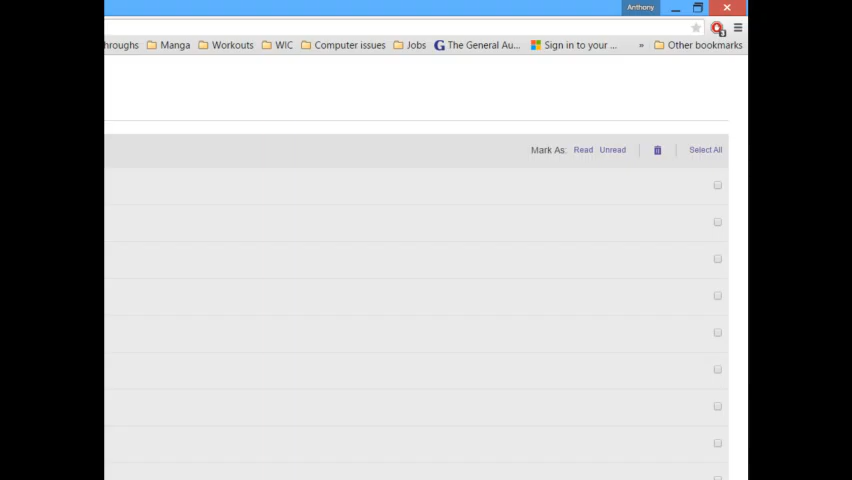 Anthony
3
hroughs Manga Workouts WIC Computer issues Jobs The General Au... Sign in to your ... » Other bookmarks
Mark As: Read Unread Select All